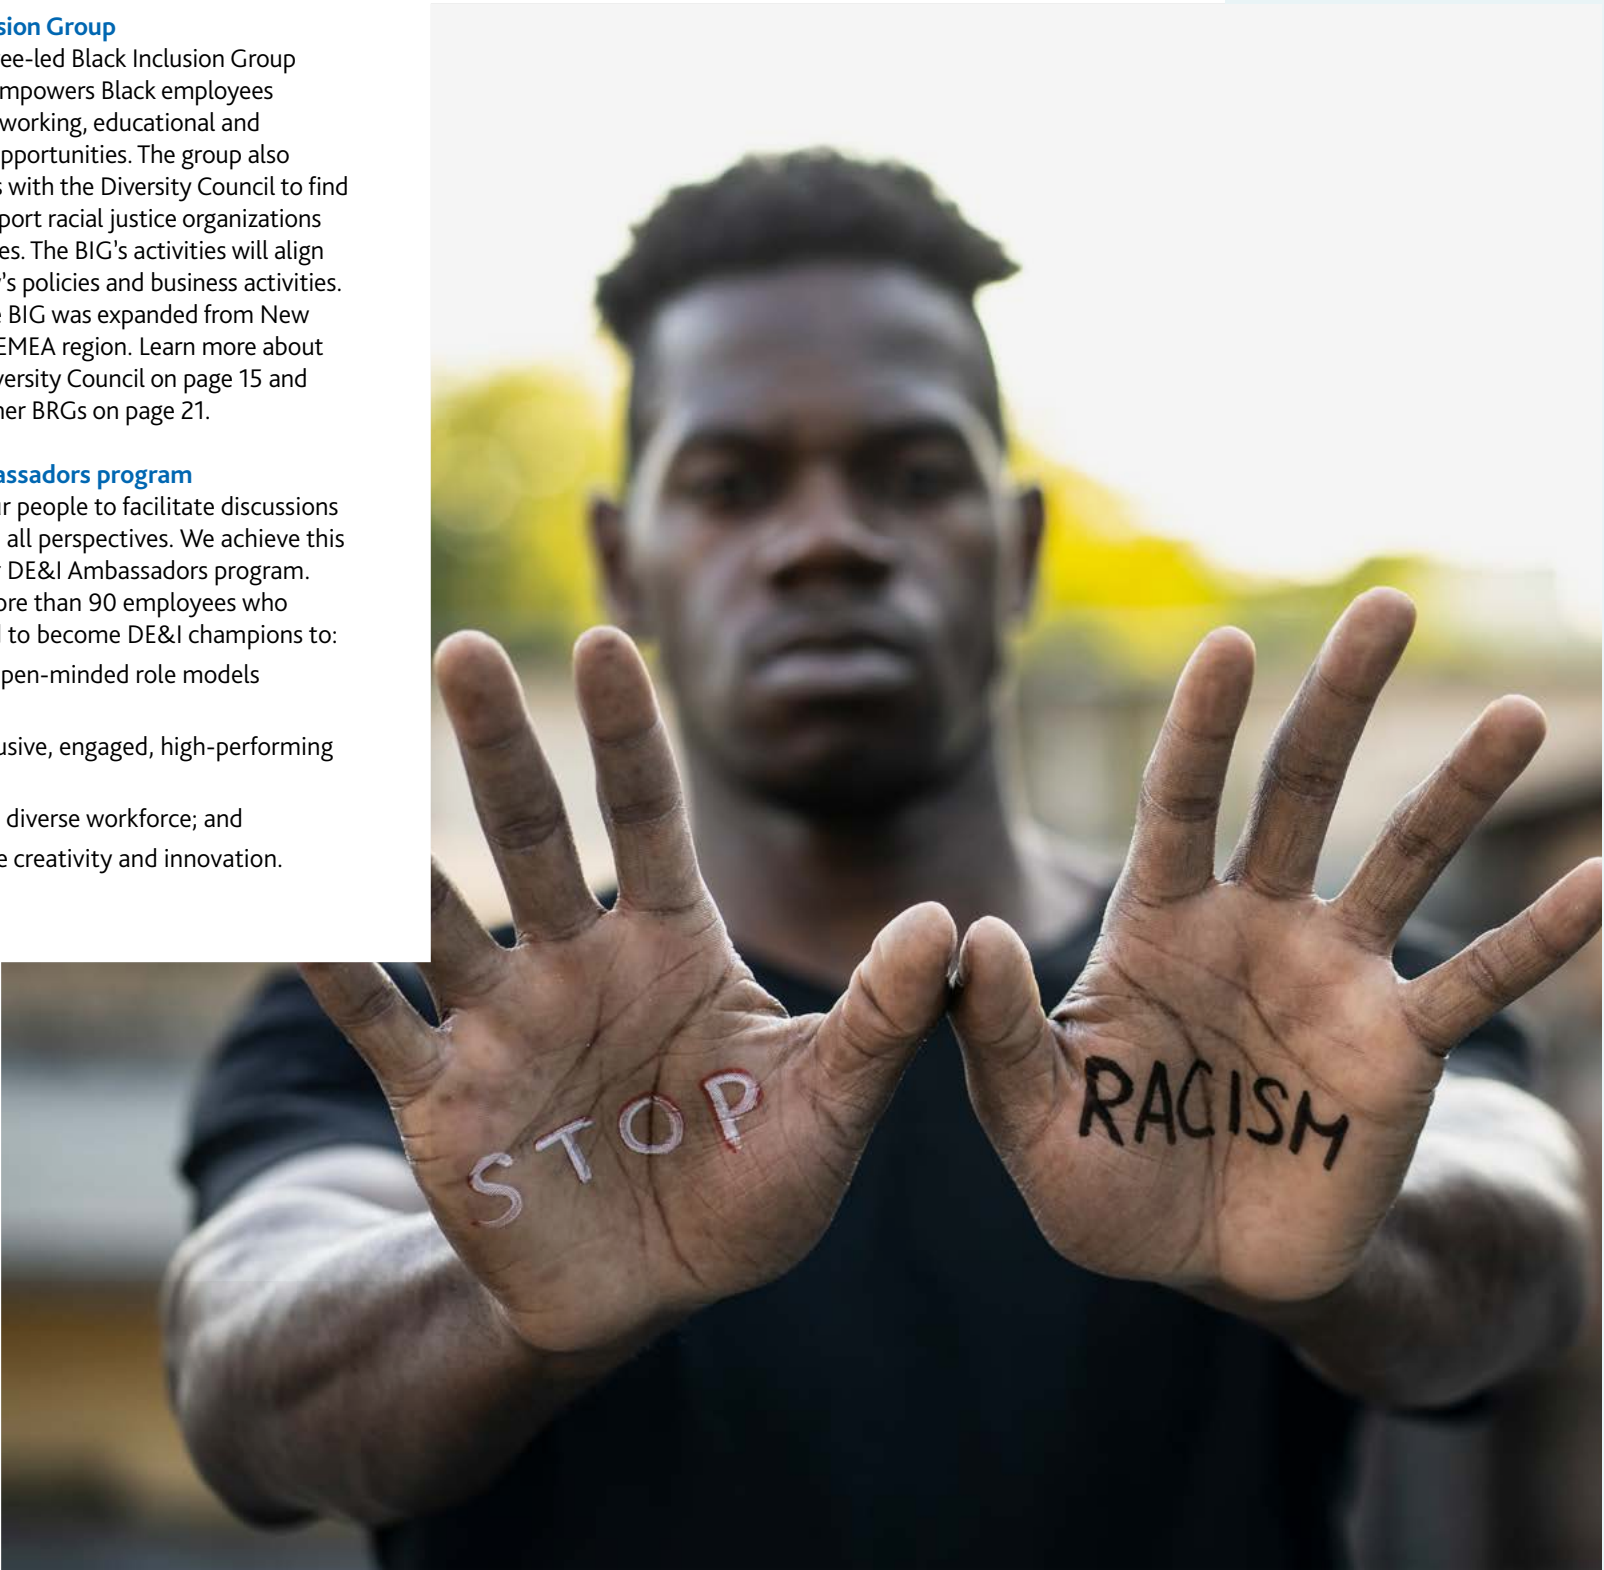 sion Group
ee-led Black Inclusion Group
mpowers Black employees
working, educational and
pportunities. The group also
s with the Diversity Council to find
port racial justice organizations
es. The BIG's activities will align
's policies and business activities.
e BIG was expanded from New
EMEA region. Learn more about
versity Council on page 15 and
her BRGs on page 21.
assadors program
ur people to facilitate discussions
all perspectives. We achieve this
r DE&I Ambassadors program.
ore than 90 employees who
d to become DE&I champions to:
pen-minded role models
usive, engaged, high-performing
diverse workforce; and
e creativity and innovation.
STOP RACISM